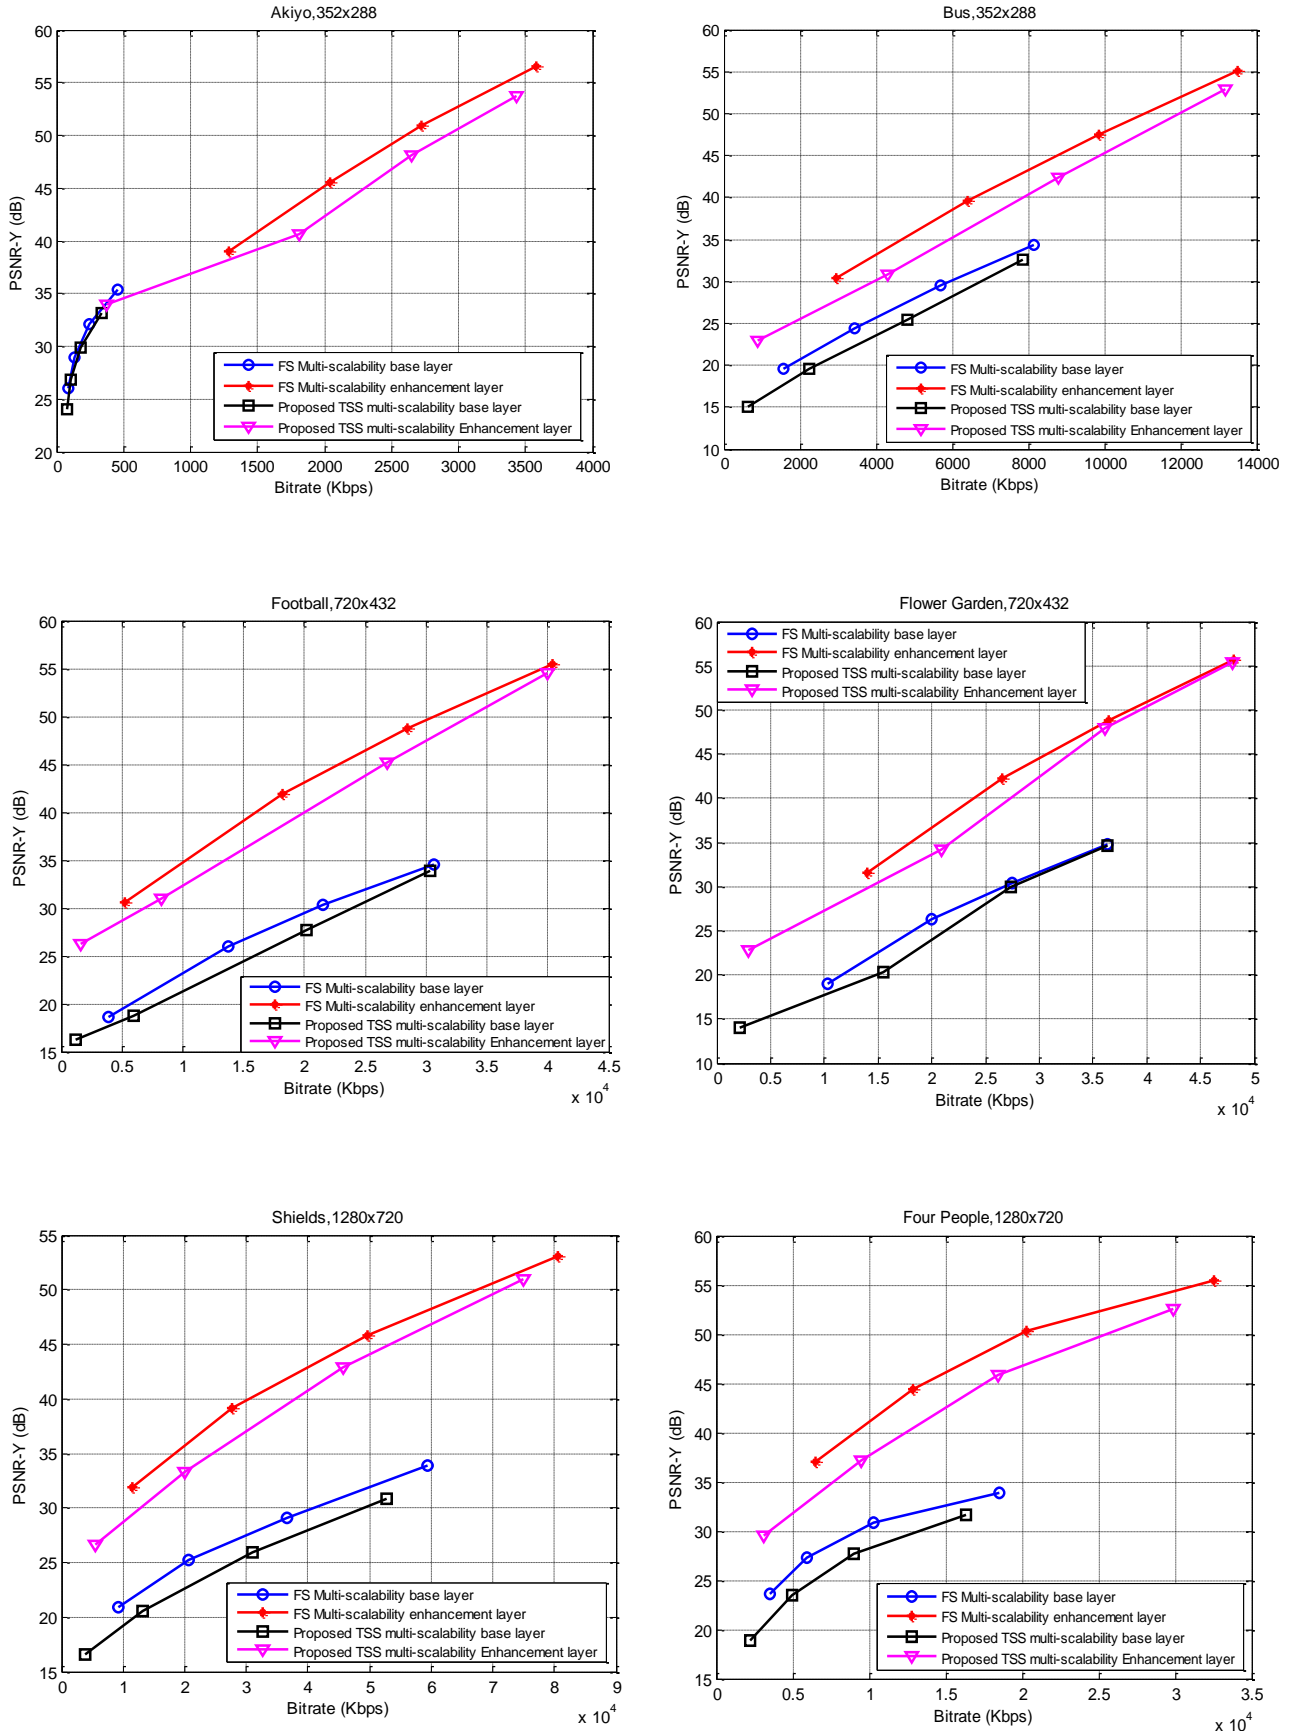 Akiyo,352x288
60
55
50
45
40
35
30
25
20
PSNR-Y (dB)
FS Multi-scalability base layer
FS Multi-scalability enhancement layer
Proposed TSS multi-scalability base layer
Proposed TSS multi-scalability Enhancement layer
0 500 1000 1500 2000 2500 3000 3500 4000
Bitrate (Kbps)
Bus,352x288
60
55
50
45
40
35
30
25
20
15
10
PSNR-Y (dB)
FS Multi-scalability base layer
FS Multi-scalability enhancement layer
Proposed TSS multi-scalability base layer
Proposed TSS multi-scalability Enhancement layer
0 2000 4000 6000 8000 10000 12000 14000
Bitrate (Kbps)
Football,720x432
60
55
50
45
40
35
30
25
20
15
PSNR-Y (dB)
FS Multi-scalability base layer
FS Multi-scalability enhancement layer
Proposed TSS multi-scalability base layer
Proposed TSS multi-scalability Enhancement layer
0 0.5 1 1.5 2 2.5 3 3.5 4 4.5
Bitrate (Kbps)
x 10^4
Flower Garden,720x432
60
55
50
45
40
35
30
25
20
15
10
PSNR-Y (dB)
FS Multi-scalability base layer
FS Multi-scalability enhancement layer
Proposed TSS multi-scalability base layer
Proposed TSS multi-scalability Enhancement layer
0 0.5 1 1.5 2 2.5 3 3.5 4 4.5 5
Bitrate (Kbps)
x 10^4
Shields,1280x720
55
50
45
40
35
30
25
20
15
PSNR-Y (dB)
FS Multi-scalability base layer
FS Multi-scalability enhancement layer
Proposed TSS multi-scalability base layer
Proposed TSS multi-scalability Enhancement layer
0 1 2 3 4 5 6 7 8 9
Bitrate (Kbps)
x 10^4
Four People,1280x720
60
55
50
45
40
35
30
25
20
15
PSNR-Y (dB)
FS Multi-scalability base layer
FS Multi-scalability enhancement layer
Proposed TSS multi-scalability base layer
Proposed TSS multi-scalability Enhancement layer
0 0.5 1 1.5 2 2.5 3 3.5
Bitrate (Kbps)
x 10^4